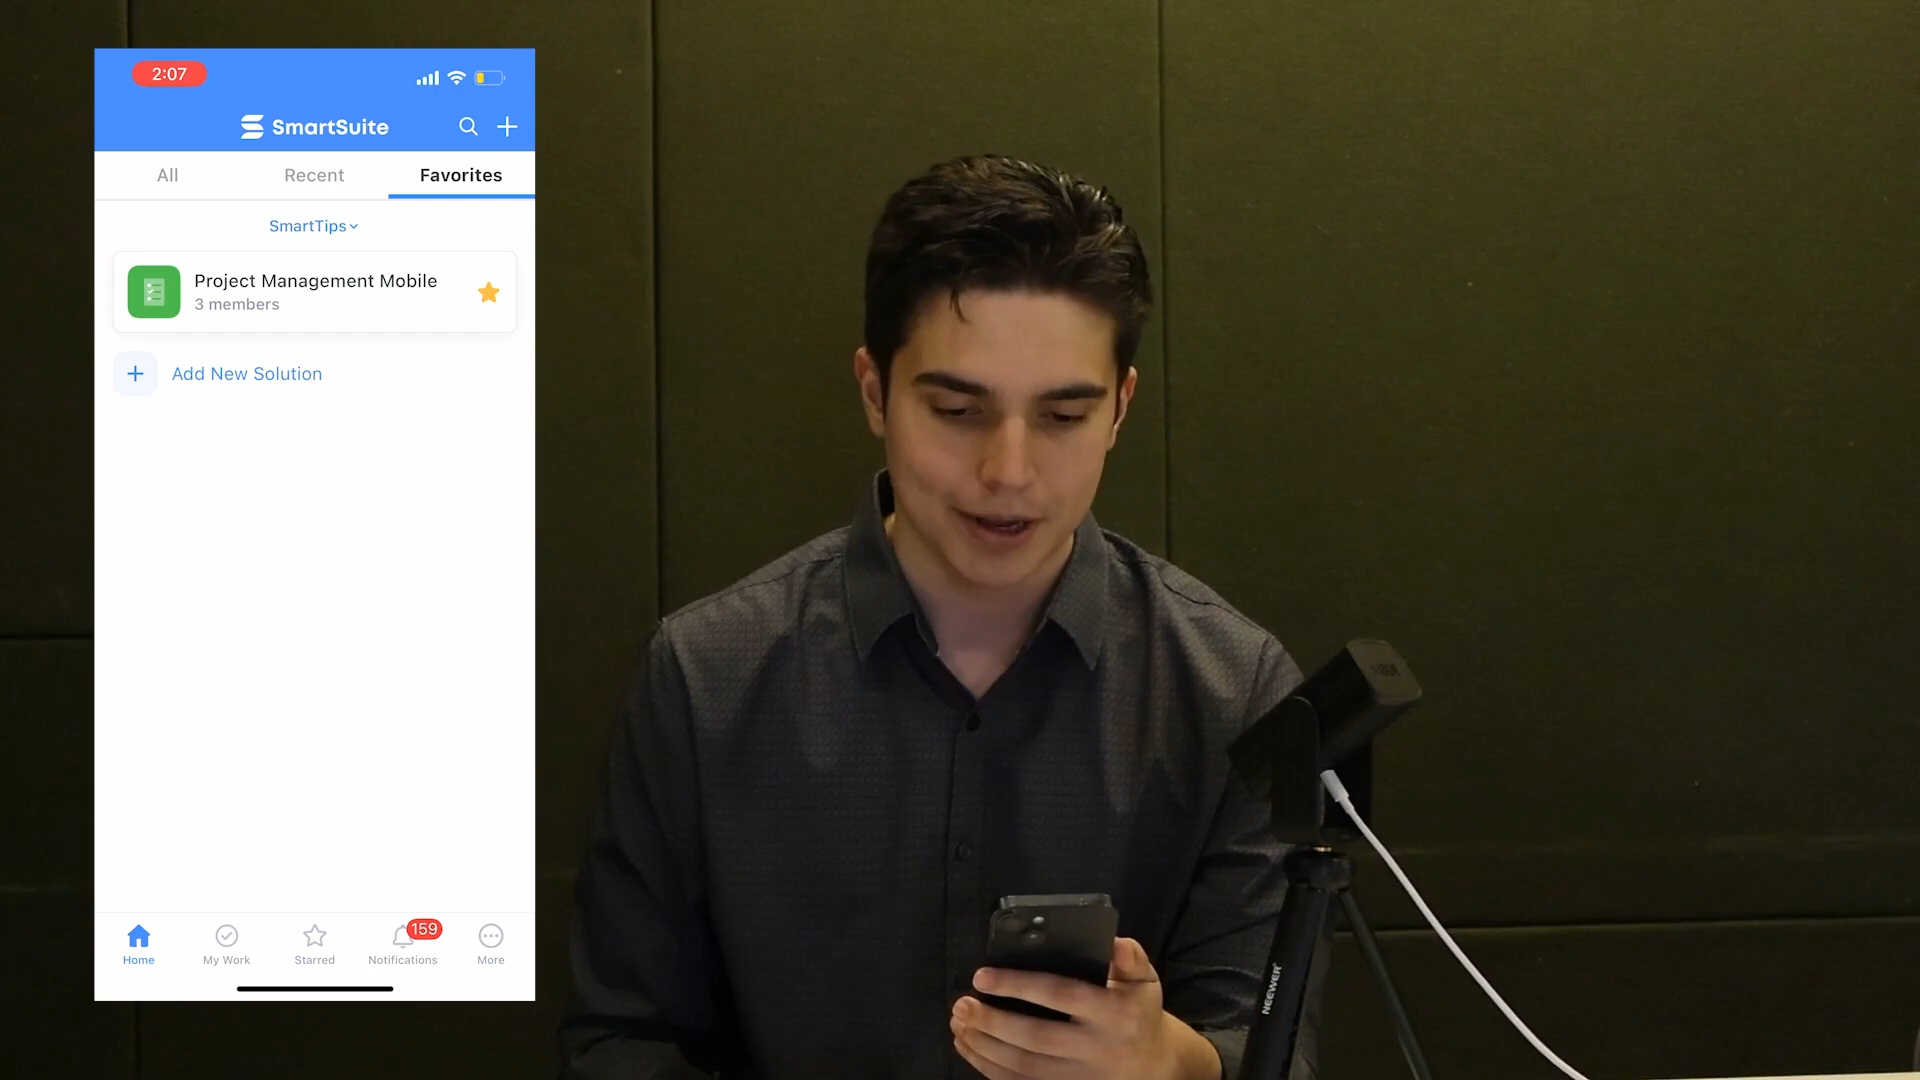 2:07
SmartSuite
All Recent Favorites
SmartTips
Project Management Mobile
3 members
Add New Solution
159
Home My Work Starred Notifications More
NEEWER